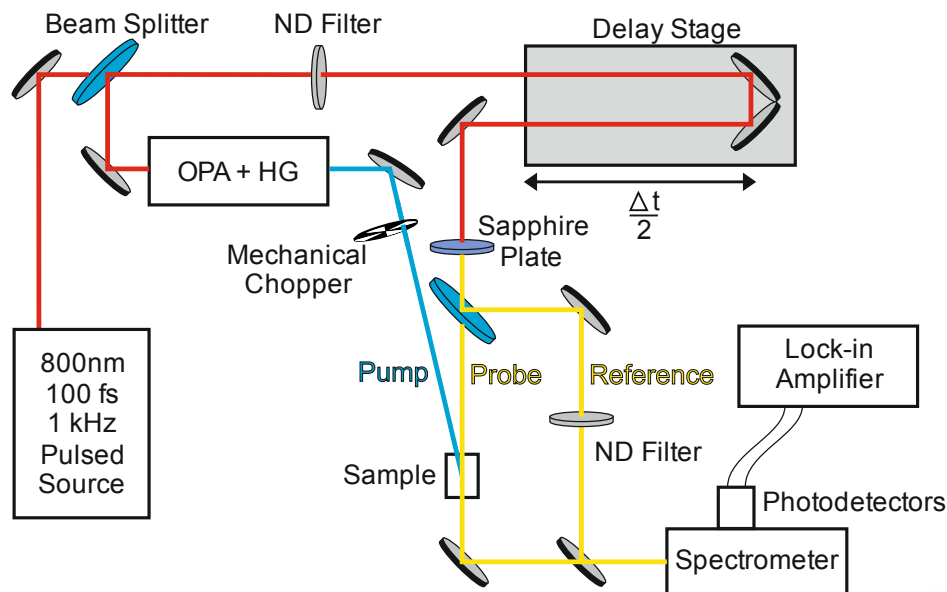 Beam Splitter
ND Filter
Delay Stage
OPA + HG
Δt
2
Mechanical
Chopper
Sapphire
Plate
800nm
100 fs
1 kHz
Pulsed
Source
Pump
Probe
Reference
Lock-in
Amplifier
ND Filter
Sample
Photodetectors
Spectrometer